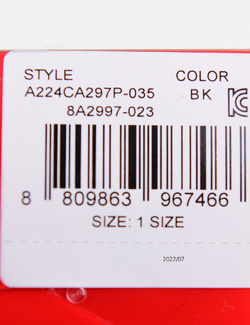 STYLE COLOR
A224CA297P-035 BK
8A2997-023
8 809863 967466
SIZE: 1 SIZE
2022/07